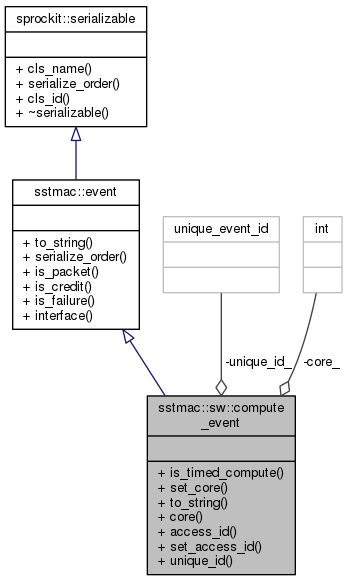 sprockit::serializable
+ cls_name()
+ serialize_order()
+ cls_id()
+ ~serializable()
sstmac::event
+ to_string()
+ serialize_order()
+ is_packet()
+ is_credit()
+ is_failure()
+ interface()
unique_event_id
int
-unique_id_
-core_
sstmac::sw::compute
_event
+ is_timed_compute()
+ set_core()
+ to_string()
+ core()
+ access_id()
+ set_access_id()
+ unique_id()